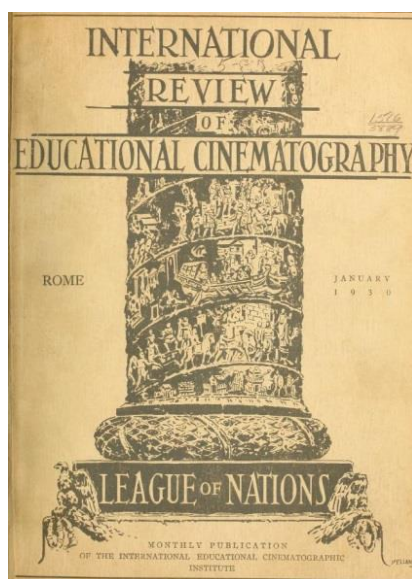 INTERNATIONAL
REVIEW
OF
EDUCATIONAL CINEMATOGRAPHY
ROME
JANUARY
1930
LEAGUE OF NATIONS
MONTHLY PUBLICATION
OF THE INTERNATIONAL EDUCATIONAL CINEMATOGRAPHIC
INSTITUTE